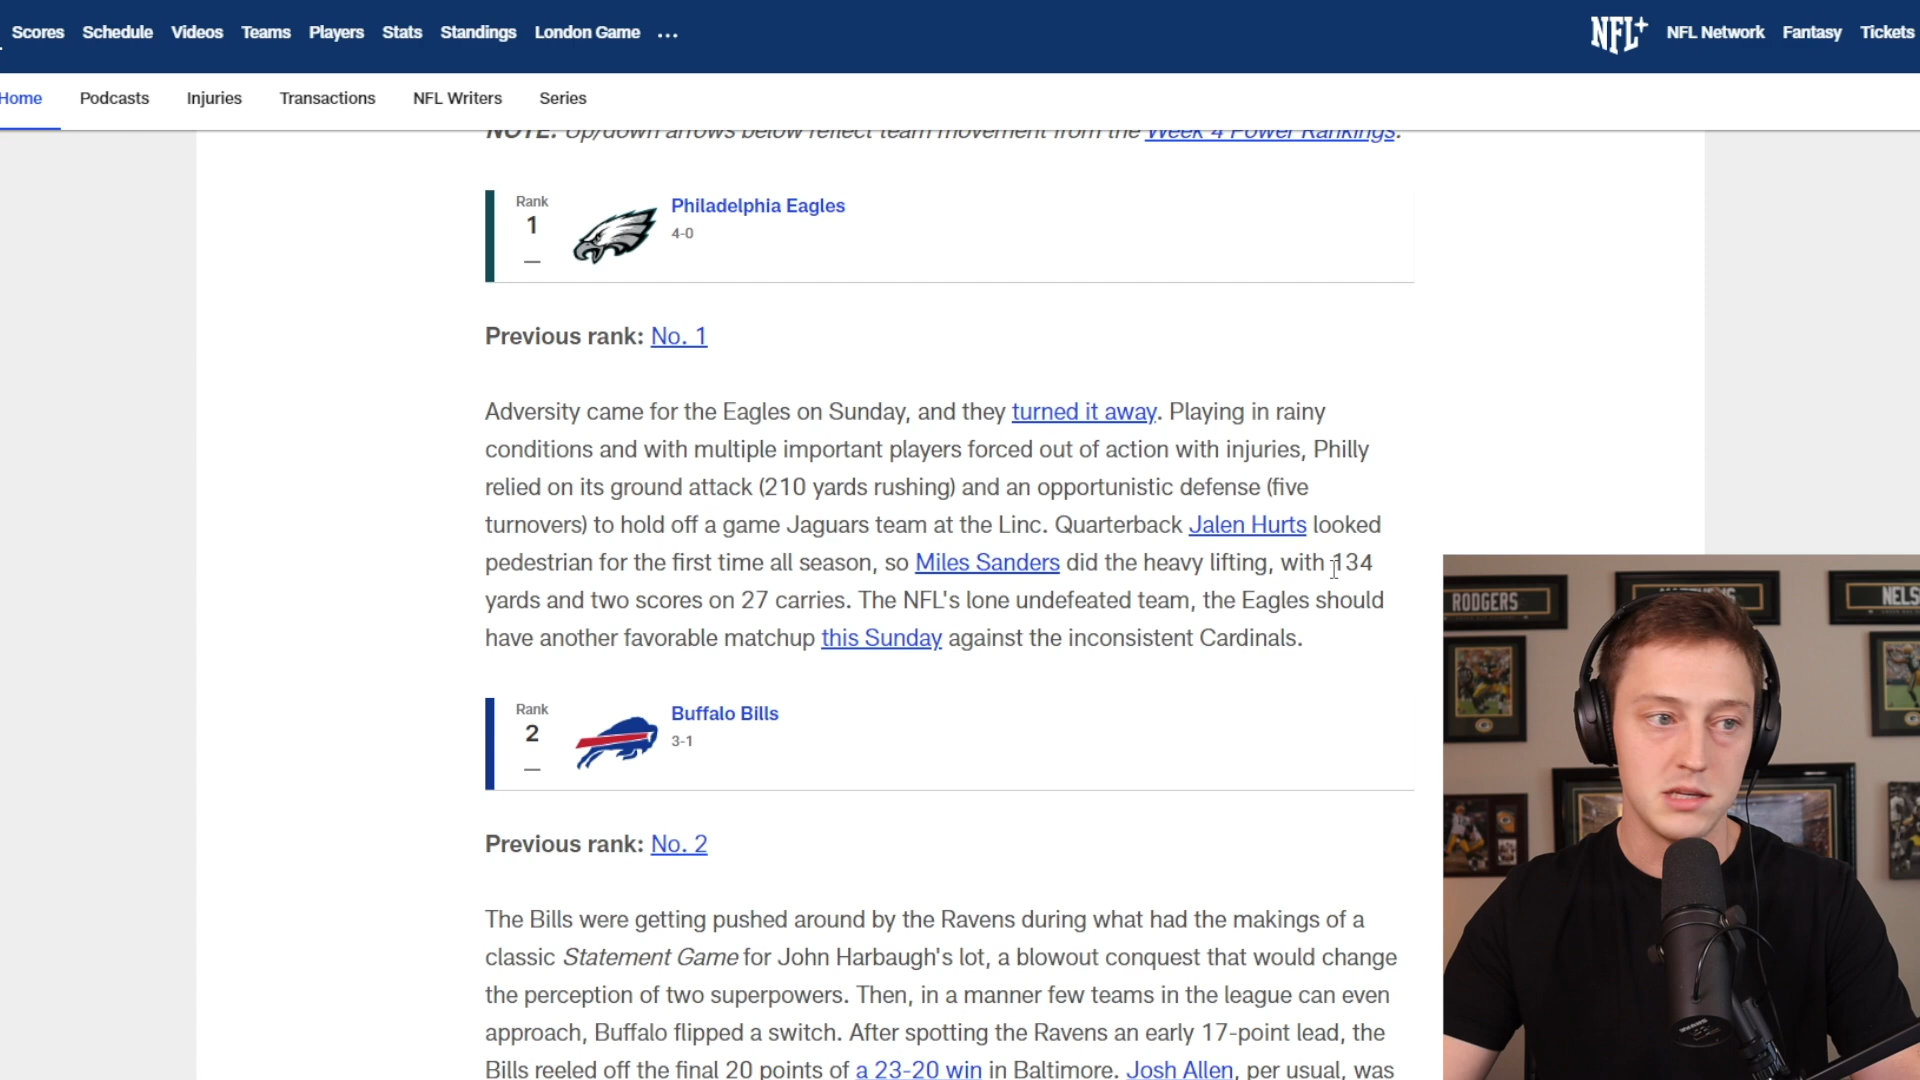 Scores Schedule Videos Teams Players Stats Standings London Game ... NFL+ NFL Network Fantasy Tickets
Home Podcasts Injuries Transactions NFL Writers Series
NOTE: Up/down arrows below reflect team movement from the Week 4 Power Rankings.
Rank
1
Philadelphia Eagles
4-0
Previous rank: No. 1
Adversity came for the Eagles on Sunday, and they turned it away. Playing in rainy
conditions and with multiple important players forced out of action with injuries, Philly
relied on its ground attack (210 yards rushing) and an opportunistic defense (five
turnovers) to hold off a game Jaguars team at the Linc. Quarterback Jalen Hurts looked
pedestrian for the first time all season, so Miles Sanders did the heavy lifting, with 134
yards and two scores on 27 carries. The NFL's lone undefeated team, the Eagles should
have another favorable matchup this Sunday against the inconsistent Cardinals.
Rank
2
Buffalo Bills
3-1
Previous rank: No. 2
The Bills were getting pushed around by the Ravens during what had the makings of a
classic Statement Game for John Harbaugh's lot, a blowout conquest that would change
the perception of two superpowers. Then, in a manner few teams in the league can even
approach, Buffalo flipped a switch. After spotting the Ravens an early 17-point lead, the
Bills reeled off the final 20 points of a 23-20 win in Baltimore. Josh Allen, per usual, was
RODGERS
NELS